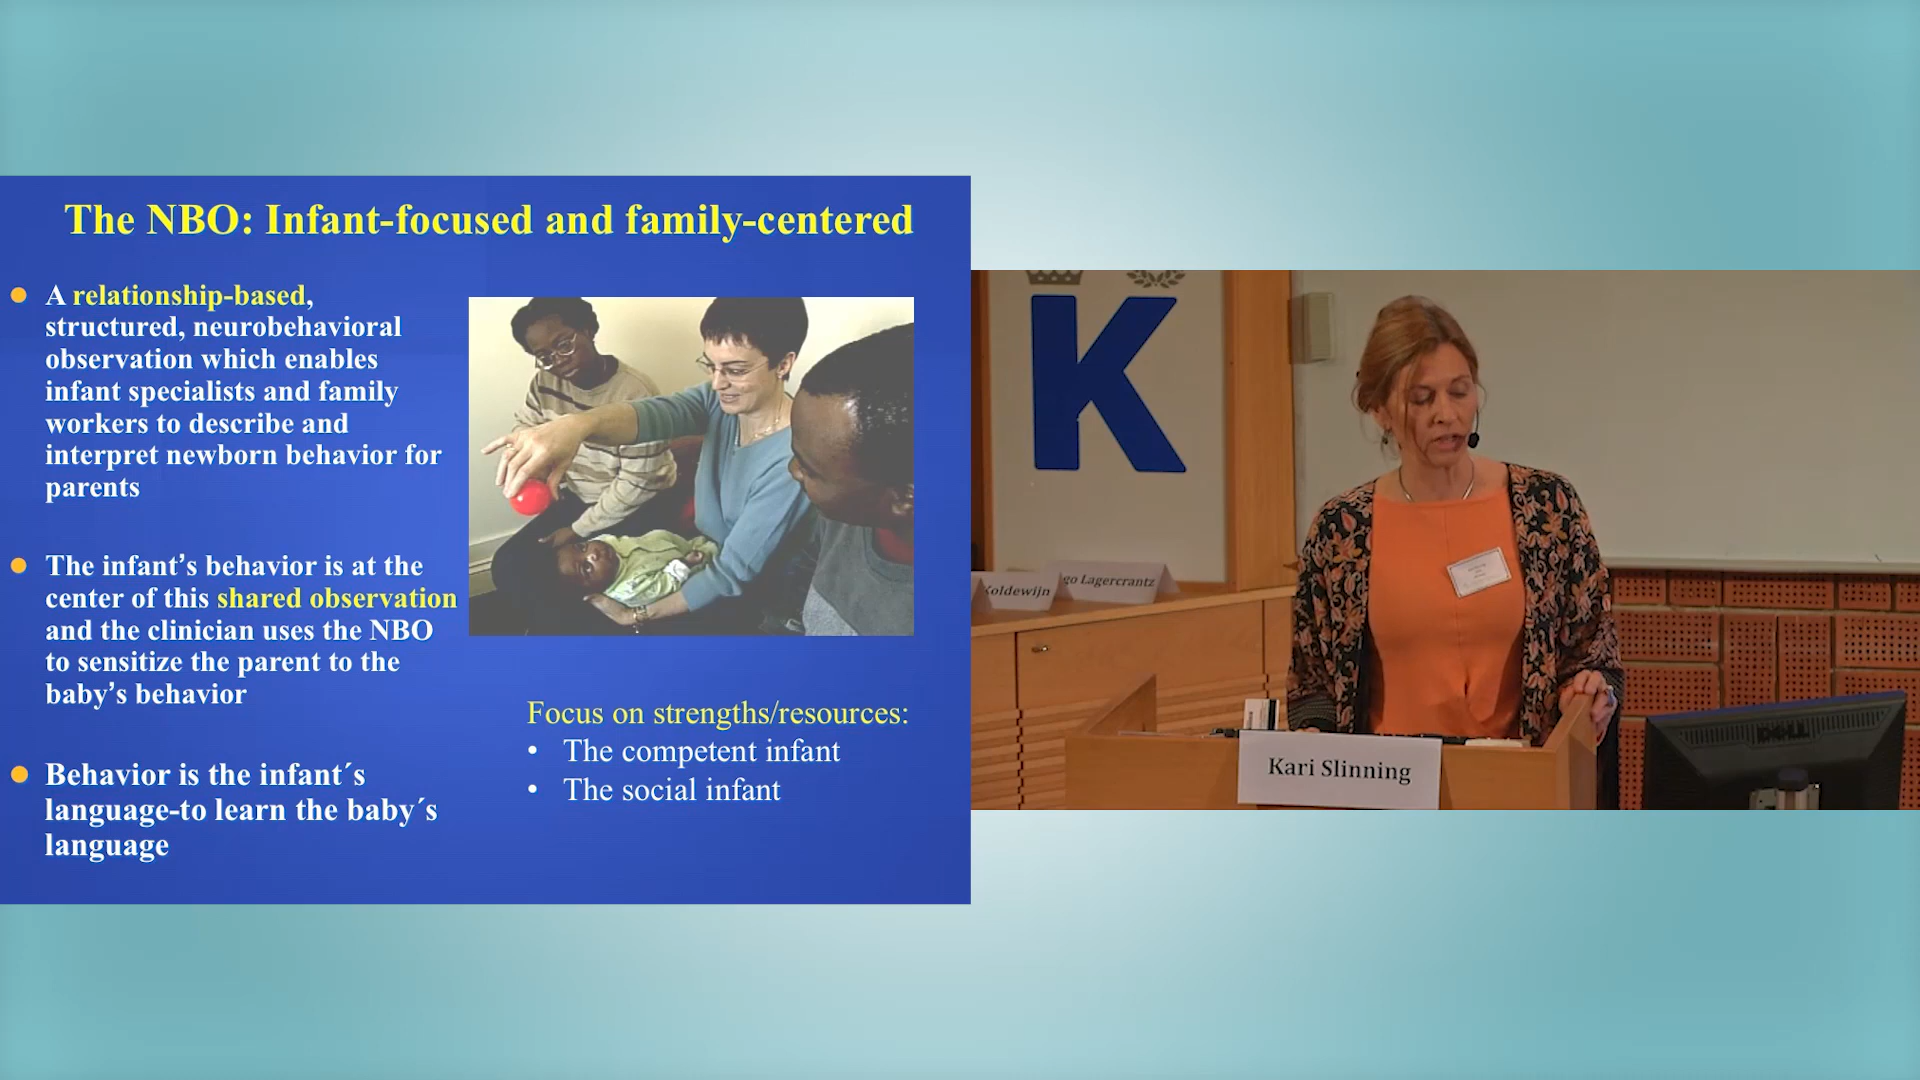 The NBO: Infant-focused and family-centered
A relationship-based,
structured, neurobehavioral
observation which enables
infant specialists and family
workers to describe and
interpret newborn behavior for
parents
The infant’s behavior is at the
center of this shared observation
and the clinician uses the NBO
to sensitize the parent to the
baby’s behavior
Behavior is the infant´s
language-to learn the baby´s
language
Focus on strengths/resources:
• The competent infant
• The social infant
K
Koldewijn
go Lagercrantz
Kari Slinning